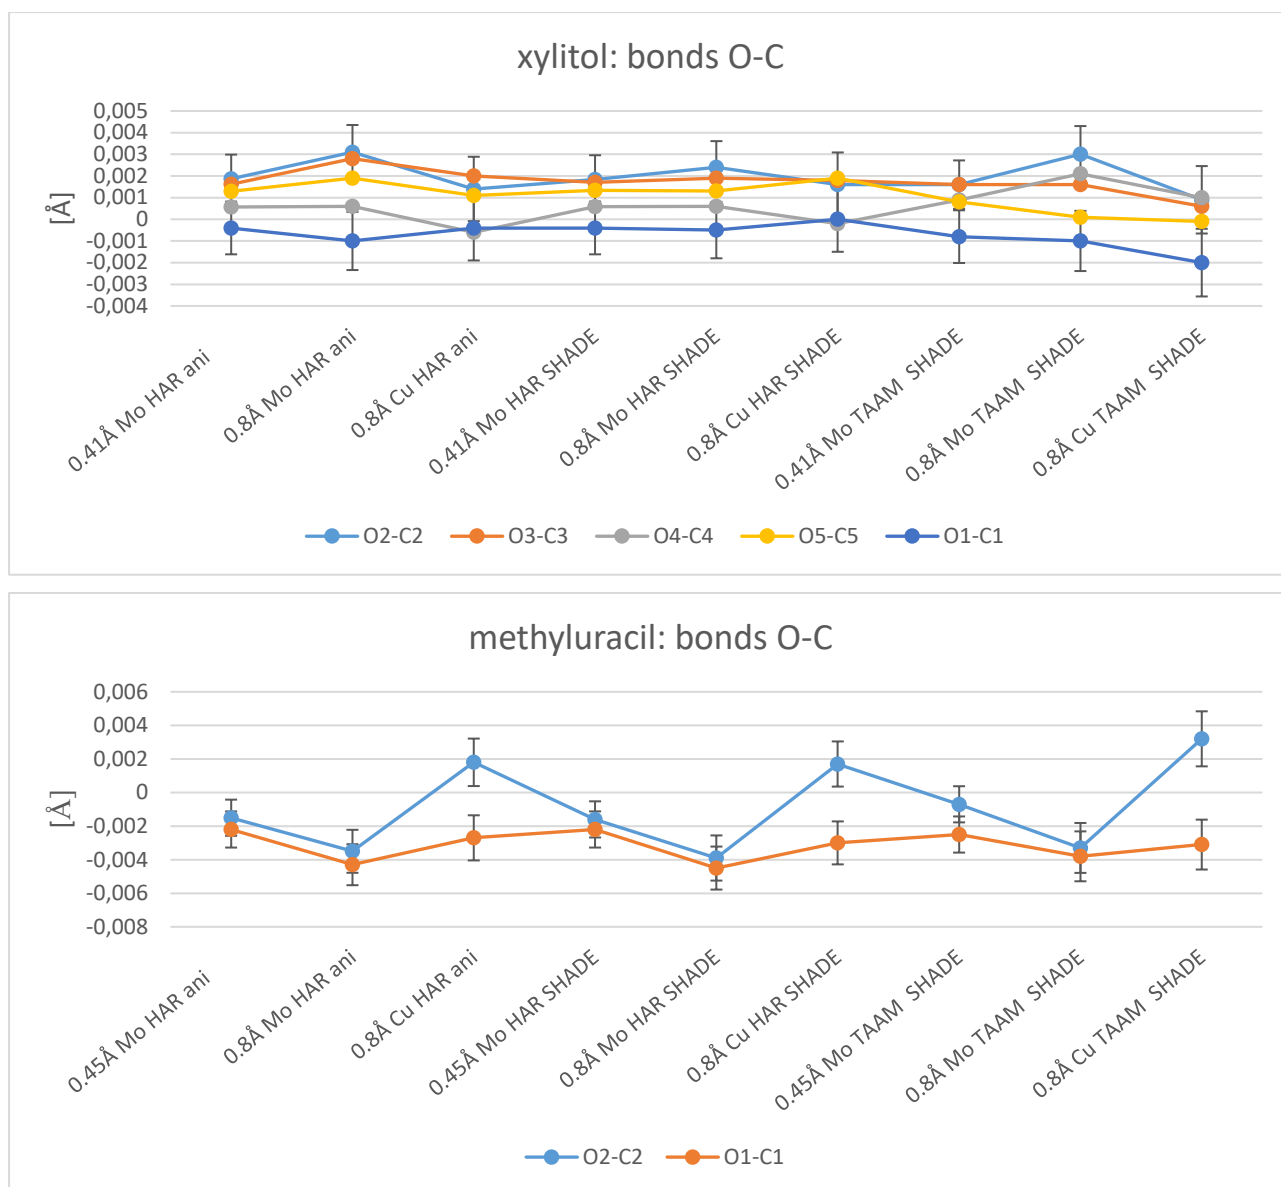 xylitol: bonds O-C
[Å]
0,005
0,004
0,003
0,002
0,001
0
-0,001
-0,002
-0,003
-0,004
0.41Å Mo HAR ani
0.8Å Mo HAR ani
0.8Å Cu HAR ani
0.41Å Mo HAR SHADE
0.8Å Mo HAR SHADE
0.8Å Cu HAR SHADE
0.41Å Mo TAAM SHADE
0.8Å Mo TAAM SHADE
0.8Å Cu TAAM SHADE
O2-C2 O3-C3 O4-C4 O5-C5 O1-C1
methyluracil: bonds O-C
[Å]
0,006
0,004
0,002
0
-0,002
-0,004
-0,006
-0,008
0.45Å Mo HAR ani
0.8Å Mo HAR ani
0.8Å Cu HAR ani
0.45Å Mo HAR SHADE
0.8Å Mo HAR SHADE
0.8Å Cu HAR SHADE
0.45Å Mo TAAM SHADE
0.8Å Mo TAAM SHADE
0.8Å Cu TAAM SHADE
O2-C2 O1-C1